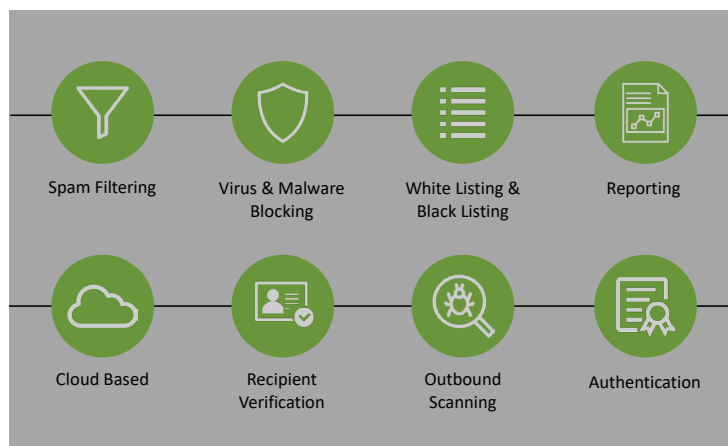 Spam Filtering
Virus & Malware
Blocking
White Listing &
Black Listing
Reporting
Cloud Based
Recipient
Verification
Outbound
Scanning
Authentication